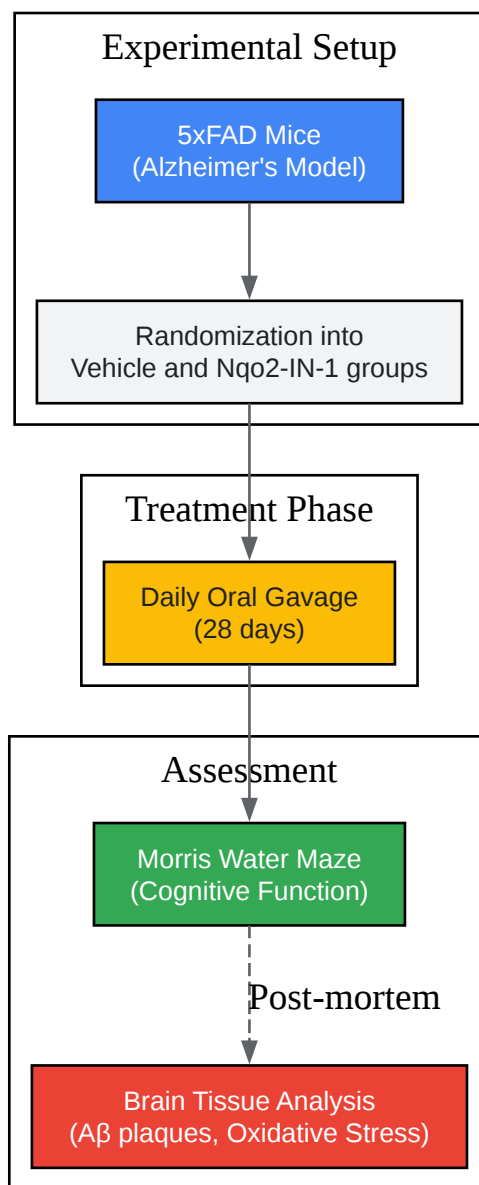 Experimental Setup
5xFAD Mice
(Alzheimer's Model)
Randomization into
Vehicle and Nqo2-IN-1 groups
Treatment Phase
Daily Oral Gavage
(28 days)
Assessment
Morris Water Maze
(Cognitive Function)
Post-mortem
Brain Tissue Analysis
(Aβ plaques, Oxidative Stress)